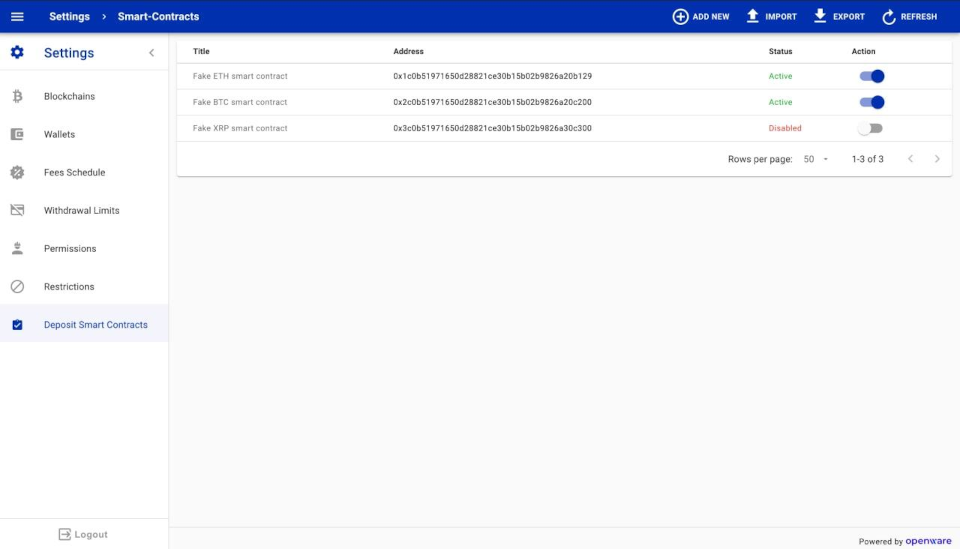 Settings > Smart-Contracts ADD NEW IMPORT EXPORT REFRESH
Settings
Blockchains
Wallets
Fees Schedule
Withdrawal Limits
Permissions
Restrictions
Deposit Smart Contracts
Logout
Title Address Status Action
Fake ETH smart contract 0x1c0b51971650d28821ce30b15b02b9826a20b129 Active
Fake BTC smart contract 0x2c0b51971650d28821ce30b15b02b9826a20c200 Active
Fake XRP smart contract 0x3c0b51971650d28821ce30b15b02b9826a30c300 Disabled
Rows per page: 50 1-3 of 3
Powered by openware